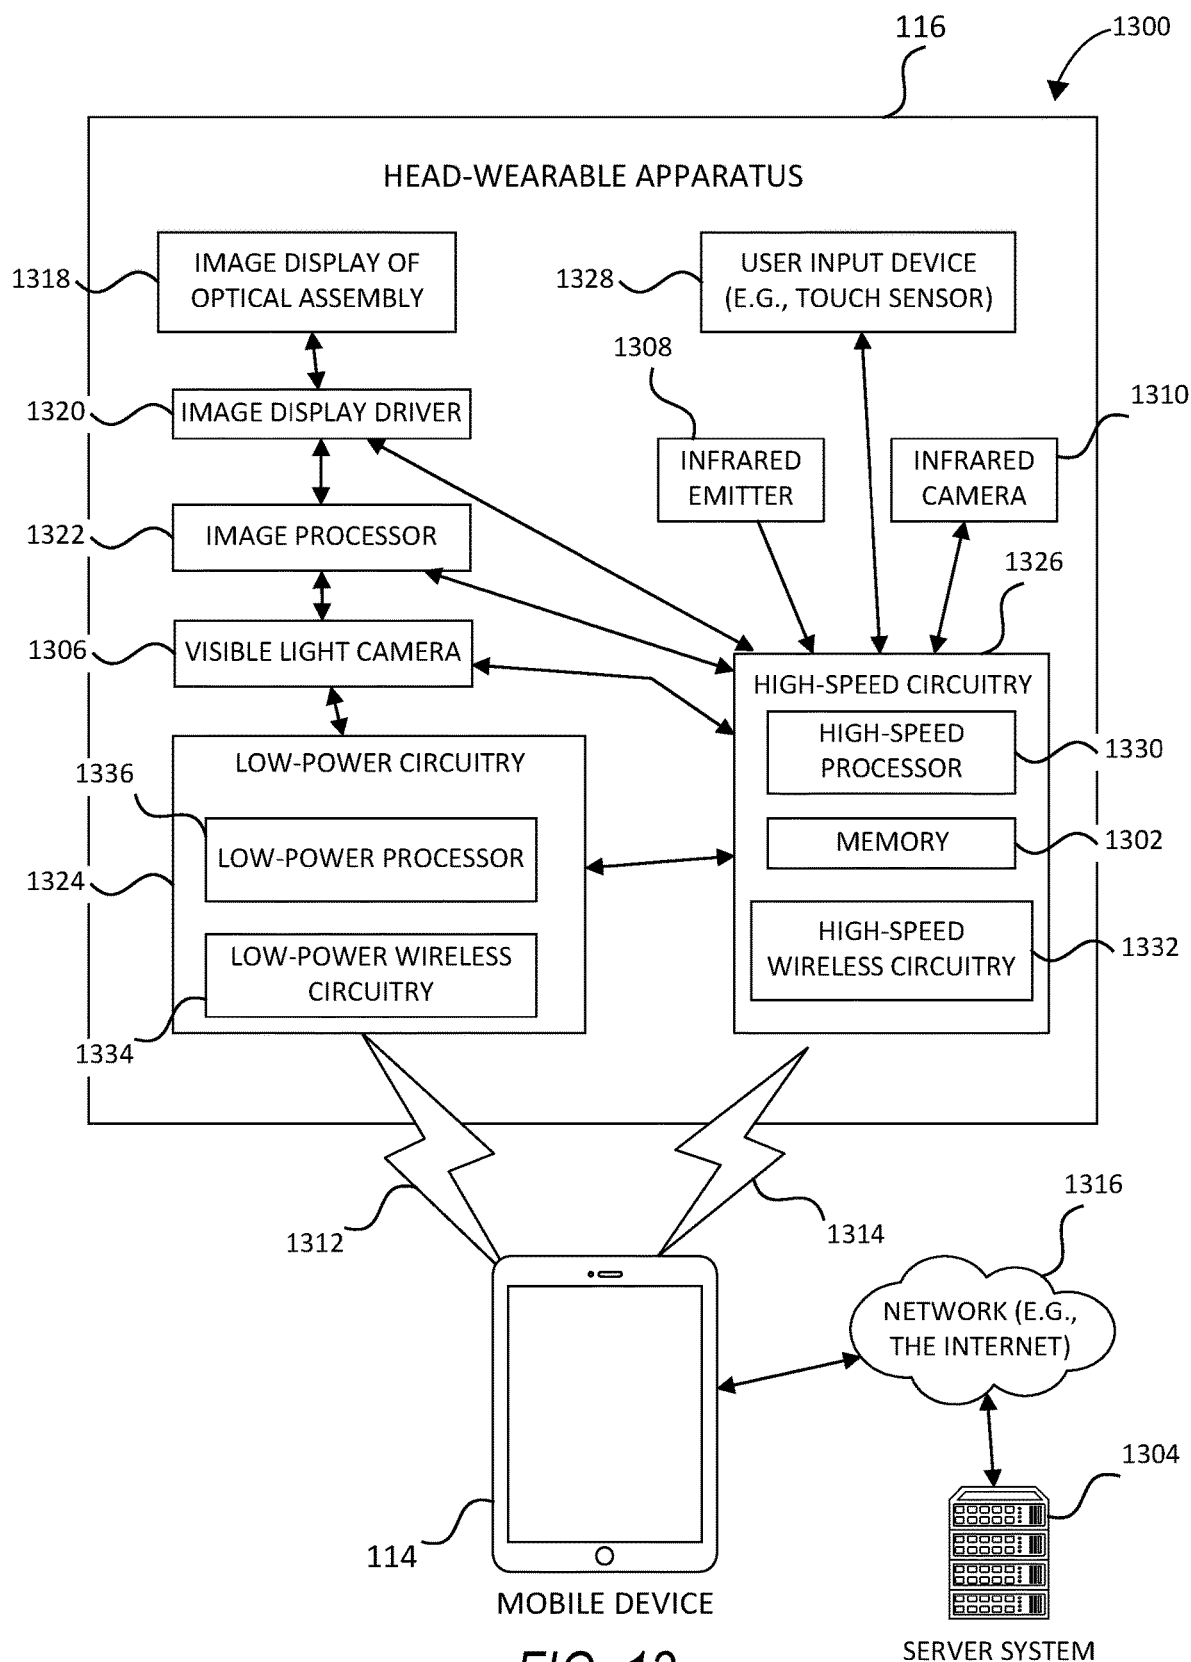 116
1300
HEAD-WEARABLE APPARATUS
1318
IMAGE DISPLAY OF
OPTICAL ASSEMBLY
1328
USER INPUT DEVICE
(E.G., TOUCH SENSOR)
1308
1320
IMAGE DISPLAY DRIVER
1310
INFRARED
EMITTER
INFRARED
CAMERA
1322
IMAGE PROCESSOR
1326
1306
VISIBLE LIGHT CAMERA
HIGH-SPEED CIRCUITRY
HIGH-SPEED
PROCESSOR
1330
LOW-POWER CIRCUITRY
1336
LOW-POWER PROCESSOR
MEMORY
1302
1324
LOW-POWER WIRELESS
CIRCUITRY
HIGH-SPEED
WIRELESS CIRCUITRY
1332
1334
1312
1314
1316
NETWORK (E.G.,
THE INTERNET)
1304
114
MOBILE DEVICE
SERVER SYSTEM
FIG. 13